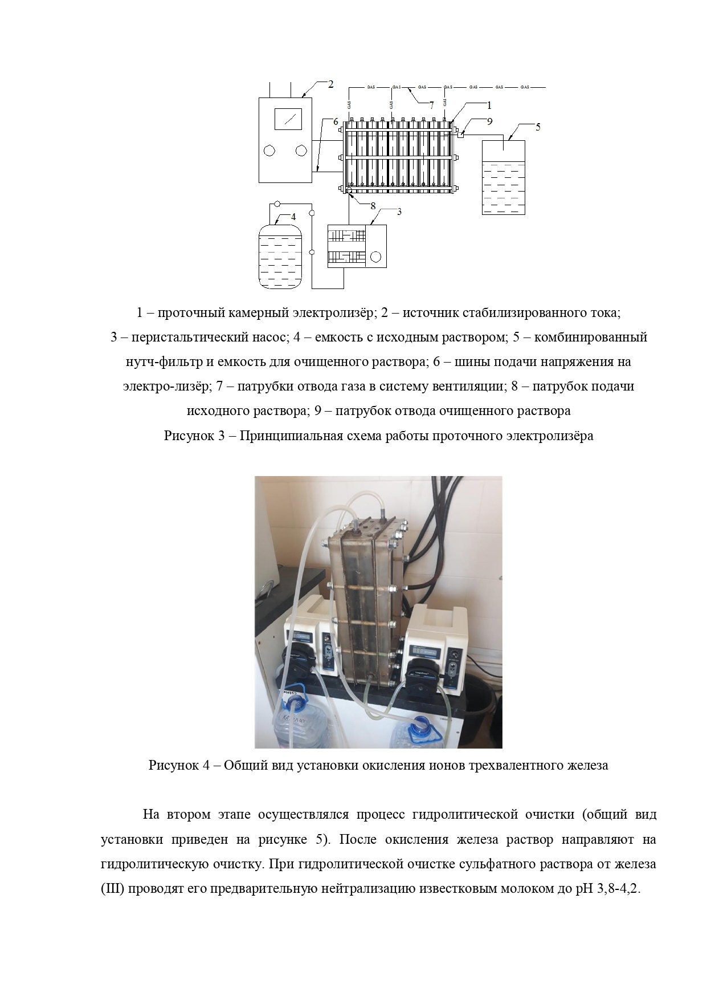 2
GAS GAS GAS GAS GAS GAS GAS
GAS GAS GAS
7
1
6
9
5
8
3
4
1 – проточный камерный электролизёр; 2 – источник стабилизированного тока;
3 – перистальтический насос; 4 – емкость с исходным раствором; 5 – комбинированный
нутч-фильтр и емкость для очищенного раствора; 6 – шины подачи напряжения на
электро-лизёр; 7 – патрубки отвода газа в систему вентиляции; 8 – патрубок подачи
исходного раствора; 9 – патрубок отвода очищенного раствора
Рисунок 3 – Принципиальная схема работы проточного электролизёра
Рисунок 4 – Общий вид установки окисления ионов трехвалентного железа
На втором этапе осуществлялся процесс гидролитической очистки (общий вид
установки приведен на рисунке 5). После окисления железа раствор направляют на
гидролитическую очистку. При гидролитической очистке сульфатного раствора от железа
(III) проводят его предварительную нейтрализацию известковым молоком до pH 3,8-4,2.